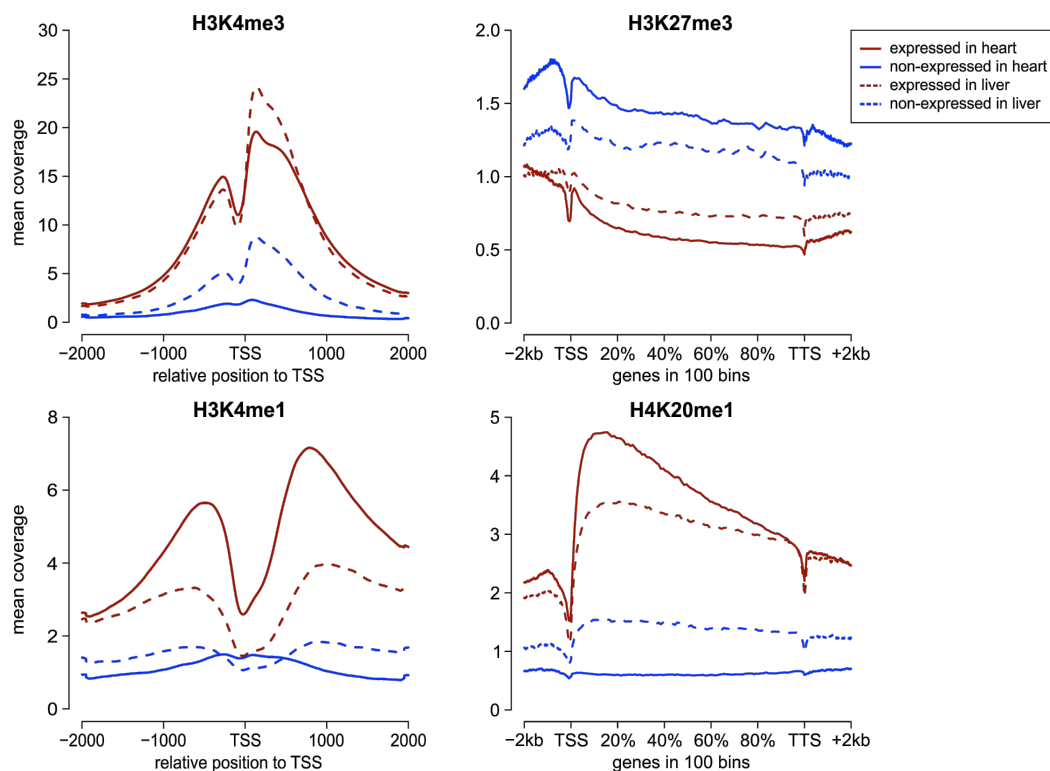 H3K4me3
mean coverage
30
25
20
15
10
5
0
−2000 −1000 TSS 1000 2000
relative position to TSS
H3K27me3
2.0
1.5
1.0
0.5
0.0
−2kb TSS 20% 40% 60% 80% TTS +2kb
genes in 100 bins
expressed in heart
non-expressed in heart
expressed in liver
non-expressed in liver
H3K4me1
mean coverage
8
6
4
2
0
−2000 −1000 TSS 1000 2000
relative position to TSS
H4K20me1
5
4
3
2
1
0
−2kb TSS 20% 40% 60% 80% TTS +2kb
genes in 100 bins